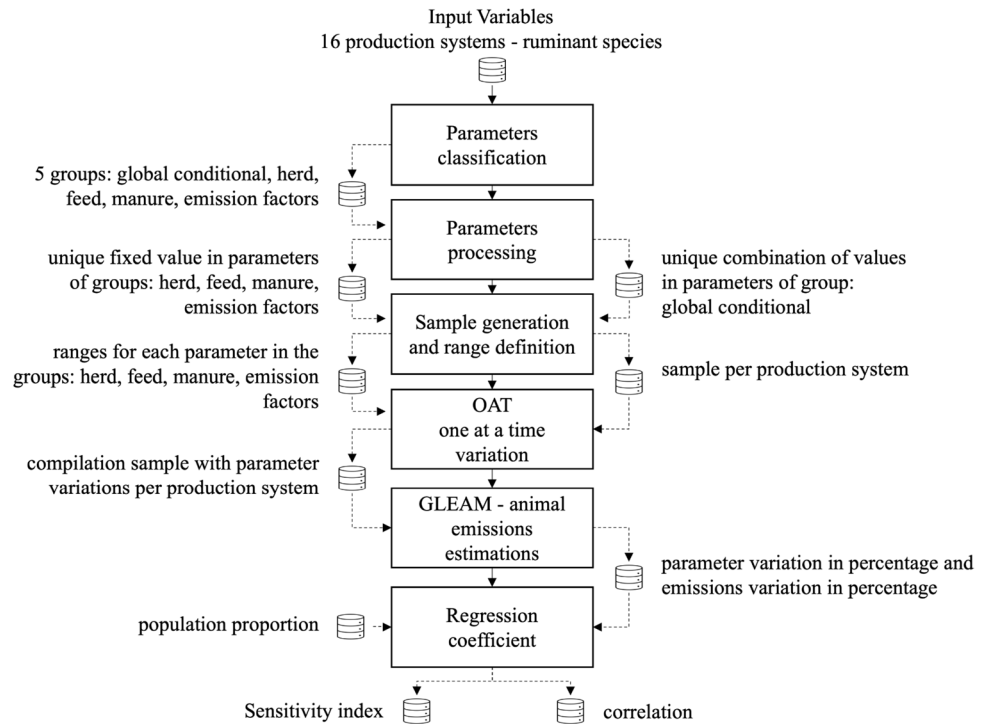 Input Variables
16 production systems - ruminant species
Parameters
classification
5 groups: global conditional, herd,
feed, manure, emission factors
Parameters
processing
unique fixed value in parameters
of groups: herd, feed, manure,
emission factors
unique combination of values
in parameters of group:
global conditional
Sample generation
and range definition
ranges for each parameter in the
groups: herd, feed, manure, emission
factors
sample per production system
OAT
one at a time
variation
compilation sample with parameter
variations per production system
GLEAM - animal
emissions
estimations
parameter variation in percentage and
emissions variation in percentage
population proportion
Regression
coefficient
Sensitivity index
correlation